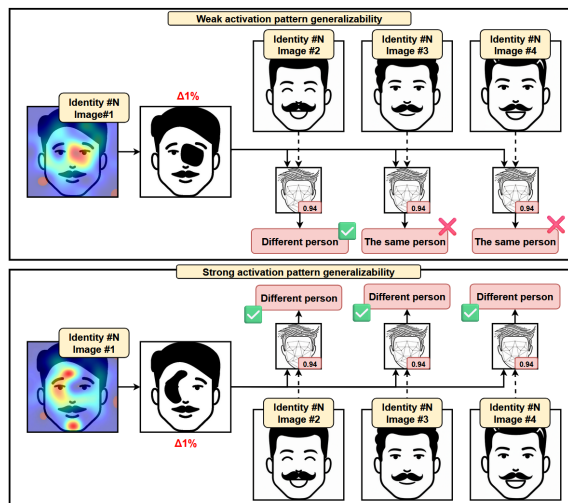 Weak activation pattern generalizability
Identity #N
Image #2
Identity #N
Image #3
Identity #N
Image #4
Identity #N
Image#1
Δ1%
0.94
0.94
0.94
Different person
The same person
The same person
Strong activation pattern generalizability
Different person
Different person
Different person
Identity #N
Image #1
0.94
0.94
0.94
Δ1%
Identity #N
Image #2
Identity #N
Image #3
Identity #N
Image #4